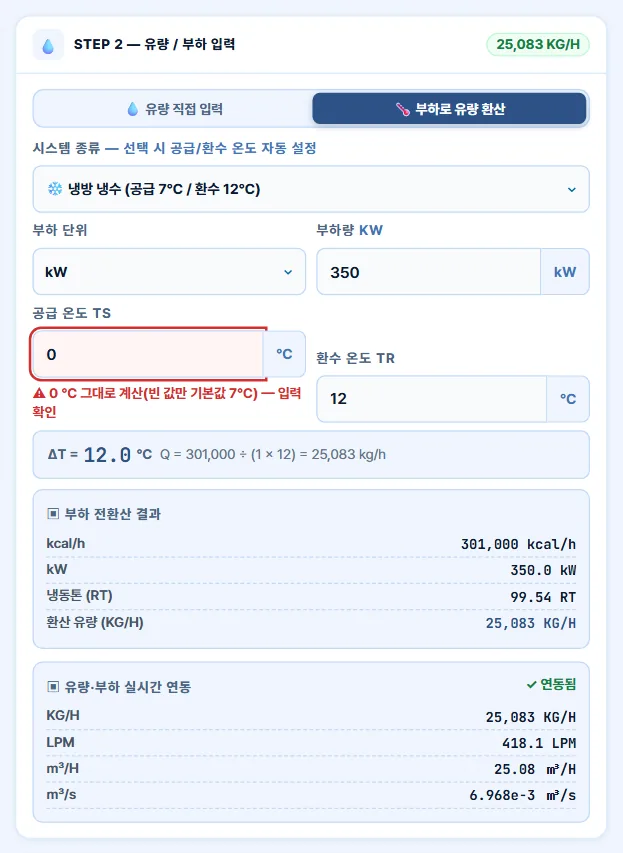 STEP 2 — 유량 / 부하 입력
25,083 KG/H
유량 직접 입력
부하로 유량 환산
시스템 종류 — 선택 시 공급/환수 온도 자동 설정
냉방 냉수 (공급 7°C / 환수 12°C)
부하 단위
부하량 KW
kW
350
kW
공급 온도 TS
0
°C
⚠ 0 °C 그대로 계산(빈 값만 기본값 7°C) — 입력
확인
환수 온도 TR
12
°C
ΔT = 12.0 °C Q = 301,000 ÷ (1 × 12) = 25,083 kg/h
▣ 부하 전환산 결과
kcal/h 301,000 kcal/h
kW 350.0 kW
냉동톤 (RT) 99.54 RT
환산 유량 (KG/H) 25,083 KG/H
▣ 유량·부하 실시간 연동
✓ 연동됨
KG/H 25,083 KG/H
LPM 418.1 LPM
m³/H 25.08 m³/H
m³/s 6.968e-3 m³/s